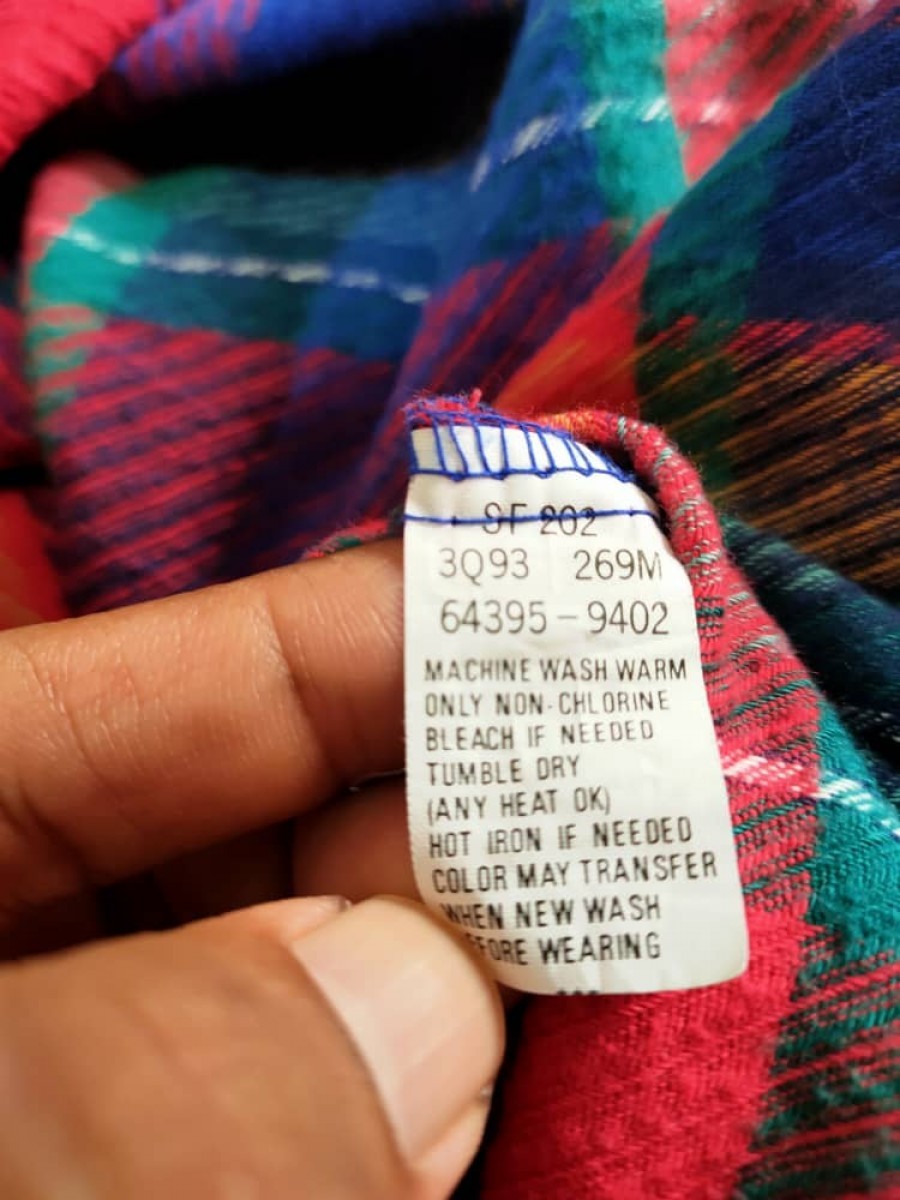 SF 202
3Q93 269M
64395-9402
MACHINE WASH WARM
ONLY NON-CHLORINE
BLEACH IF NEEDED
TUMBLE DRY
(ANY HEAT OK)
HOT IRON IF NEEDED
COLOR MAY TRANSFER
WHEN NEW WASH
EFORE WEARING